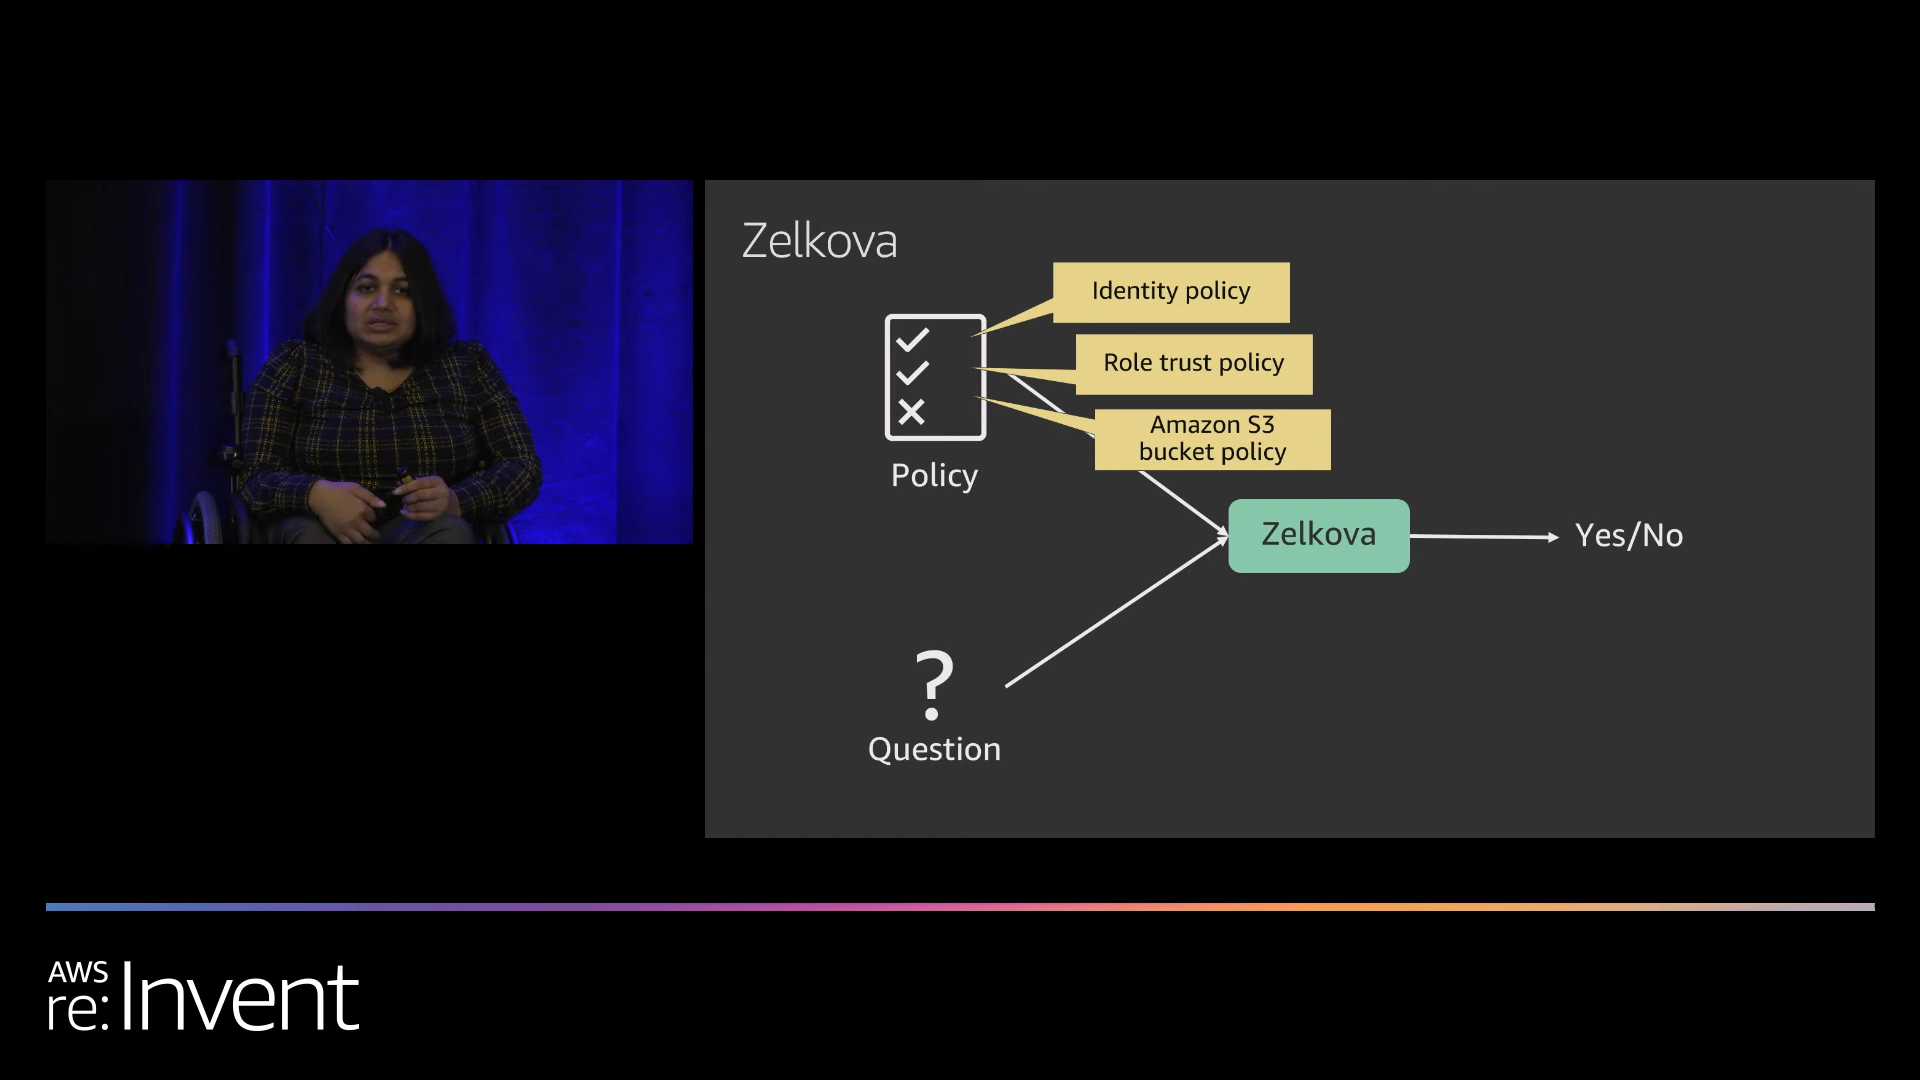 Zelkova
Identity policy
Role trust policy
Amazon S3
bucket policy
Policy
Zelkova
Yes/No
?
Question
AWS
re:Invent